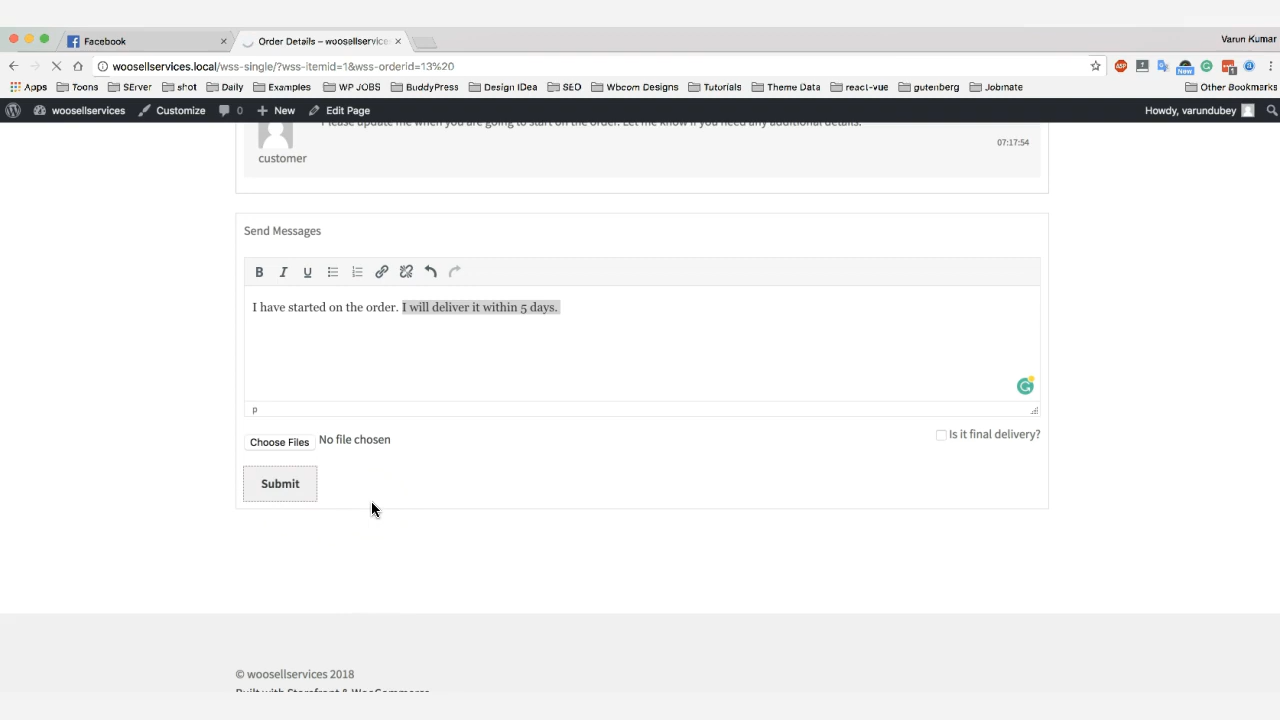 Facebook
Order Details – woosellservice
Varun Kumar
woosellservices.local/wss-single/?wss-itemid=1&wss-orderid=13%20
Apps Toons SErver shot Daily Examples WP JOBS BuddyPress Design IDea SEO Wbcom Designs Tutorials Theme Data react-vue gutenberg Jobmate Other Bookmarks
ABP New 1
woosellservices Customize 0 New Edit Page Howdy, varundubey
Please update me when you are going to start on the order. Let me know if you need any additional details.
07:17:54
customer
Send Messages
B I U
I have started on the order. I will deliver it within 5 days.
p
Choose Files No file chosen
Is it final delivery?
Submit
© woosellservices 2018
Built with Storefront & WooCommerce